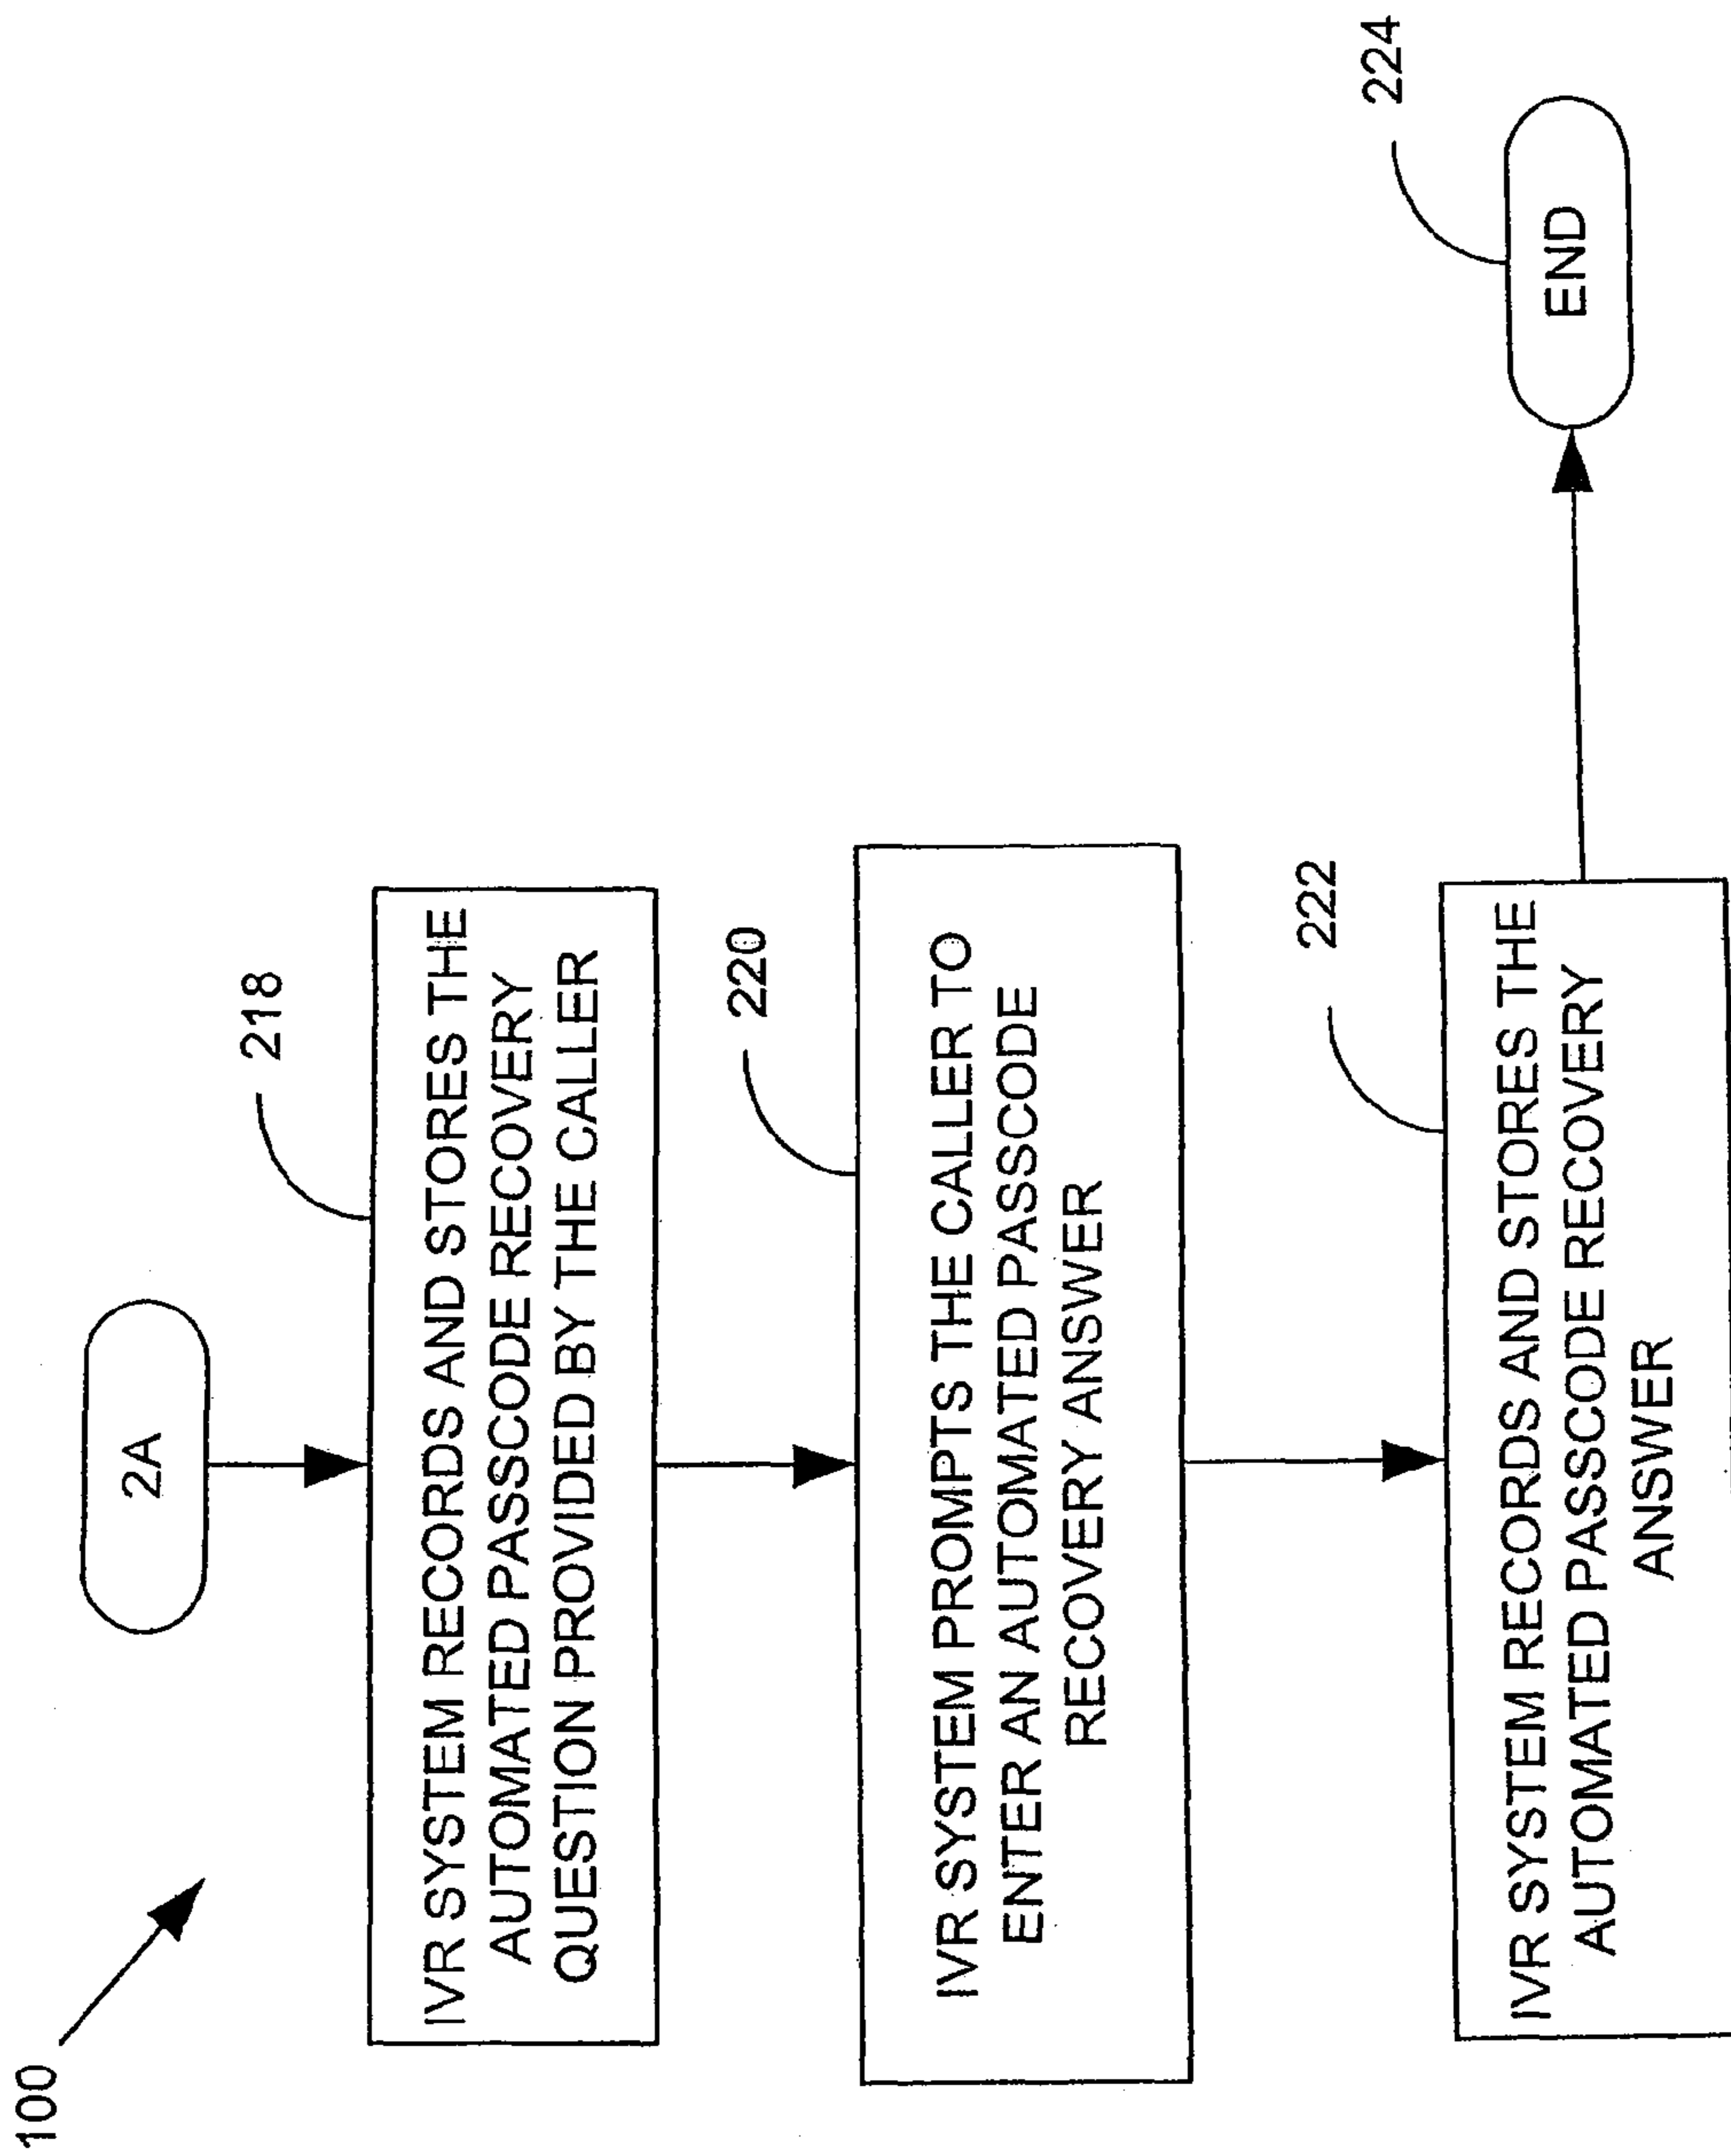 100
2A
218
IVR SYSTEM RECORDS AND STORES THE
AUTOMATED PASSCODE RECOVERY
QUESTION PROVIDED BY THE CALLER
220
IVR SYSTEM PROMPTS THE CALLER TO
ENTER AN AUTOMATED PASSCODE
RECOVERY ANSWER
222
IVR SYSTEM RECORDS AND STORES THE
AUTOMATED PASSCODE RECOVERY
ANSWER
224
END